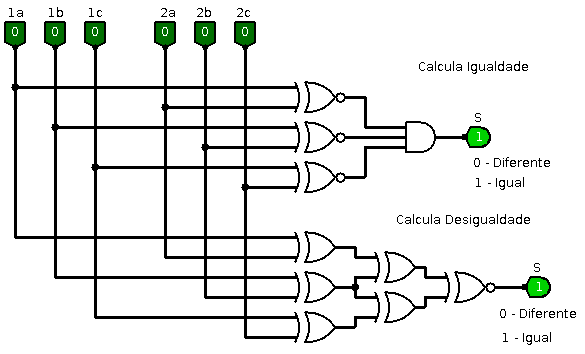 1a 1b 1c 2a 2b 2c
0 0 0 0 0 0
Calcula Igualdade
S
1
0 - Diferente
1 - Igual
Calcula Desigualdade
S
1
0 - Diferente
1 - Igual